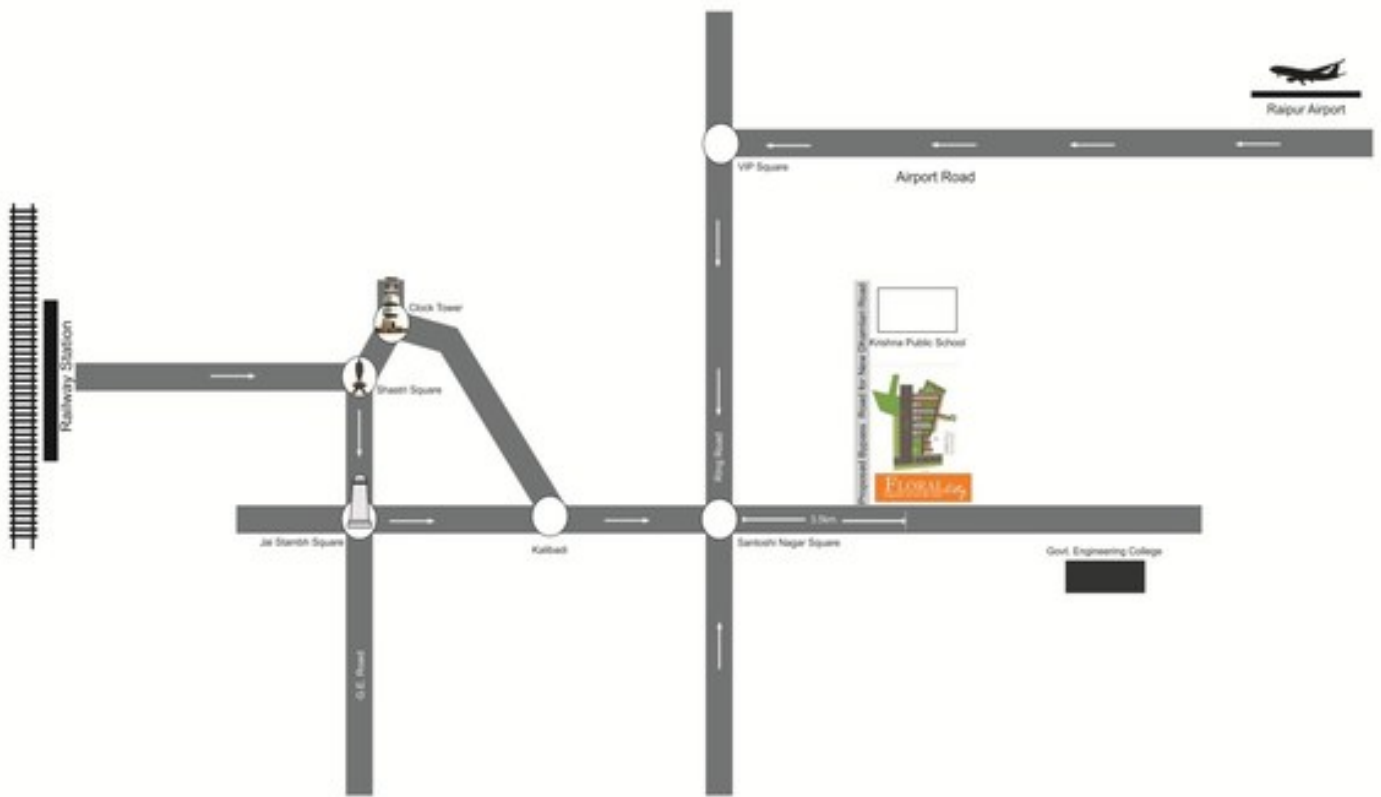 Raipur Airport
VIP Square
Airport Road
Clock Tower
Railway Station
Shastri Square
Proposed Bypass Road for New Dhamtari Road
Krishna Public School
Ring Road
FLORAL city
3.5km
Jai Stambh Square
Kalibadi
Santoshi Nagar Square
Govt. Engineering College
G.E. Road